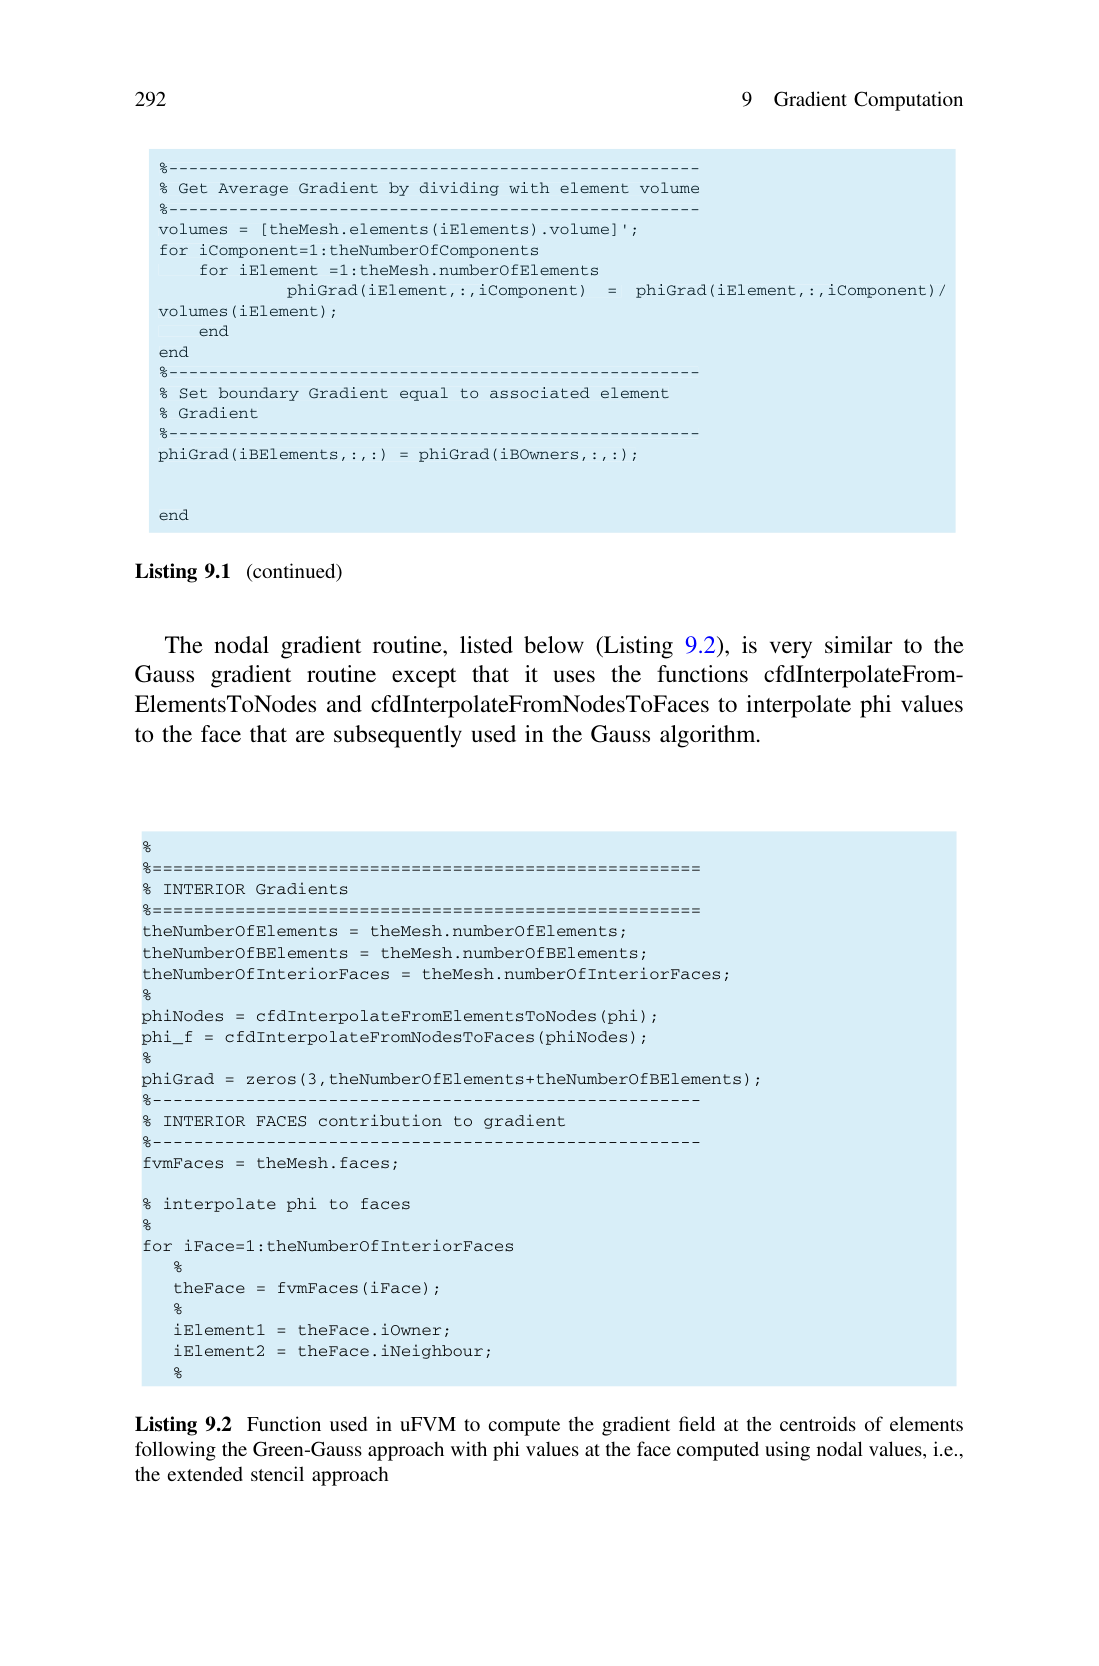 292
9 Gradient Computation
%-----------------------------------------------------
% Get Average Gradient by dividing with element volume
%-----------------------------------------------------
volumes = [theMesh.elements(iElements).volume]';
for iComponent=1:theNumberOfComponents
    for iElement =1:theMesh.numberOfElements
            phiGrad(iElement,:,iComponent)  =  phiGrad(iElement,:,iComponent)/
volumes(iElement);
    end
end
%-----------------------------------------------------
% Set boundary Gradient equal to associated element
% Gradient
%-----------------------------------------------------
phiGrad(iBElements,:,:) = phiGrad(iBOwners,:,:);
end
Listing 9.1 (continued)
The nodal gradient routine, listed below (Listing 9.2), is very similar to the
Gauss gradient routine except that it uses the functions cfdInterpolateFrom-
ElementsToNodes and cfdInterpolateFromNodesToFaces to interpolate phi values
to the face that are subsequently used in the Gauss algorithm.
%
%=====================================================
% INTERIOR Gradients
%=====================================================
theNumberOfElements = theMesh.numberOfElements;
theNumberOfBElements = theMesh.numberOfBElements;
theNumberOfInteriorFaces = theMesh.numberOfInteriorFaces;
%
phiNodes = cfdInterpolateFromElementsToNodes(phi);
phi_f = cfdInterpolateFromNodesToFaces(phiNodes);
%
phiGrad = zeros(3,theNumberOfElements+theNumberOfBElements);
%-----------------------------------------------------
% INTERIOR FACES contribution to gradient
%-----------------------------------------------------
fvmFaces = theMesh.faces;
% interpolate phi to faces
%
for iFace=1:theNumberOfInteriorFaces
   %
   theFace = fvmFaces(iFace);
   %
   iElement1 = theFace.iOwner;
   iElement2 = theFace.iNeighbour;
   %
Listing 9.2 Function used in uFVM to compute the gradient field at the centroids of elements
following the Green-Gauss approach with phi values at the face computed using nodal values, i.e.,
the extended stencil approach